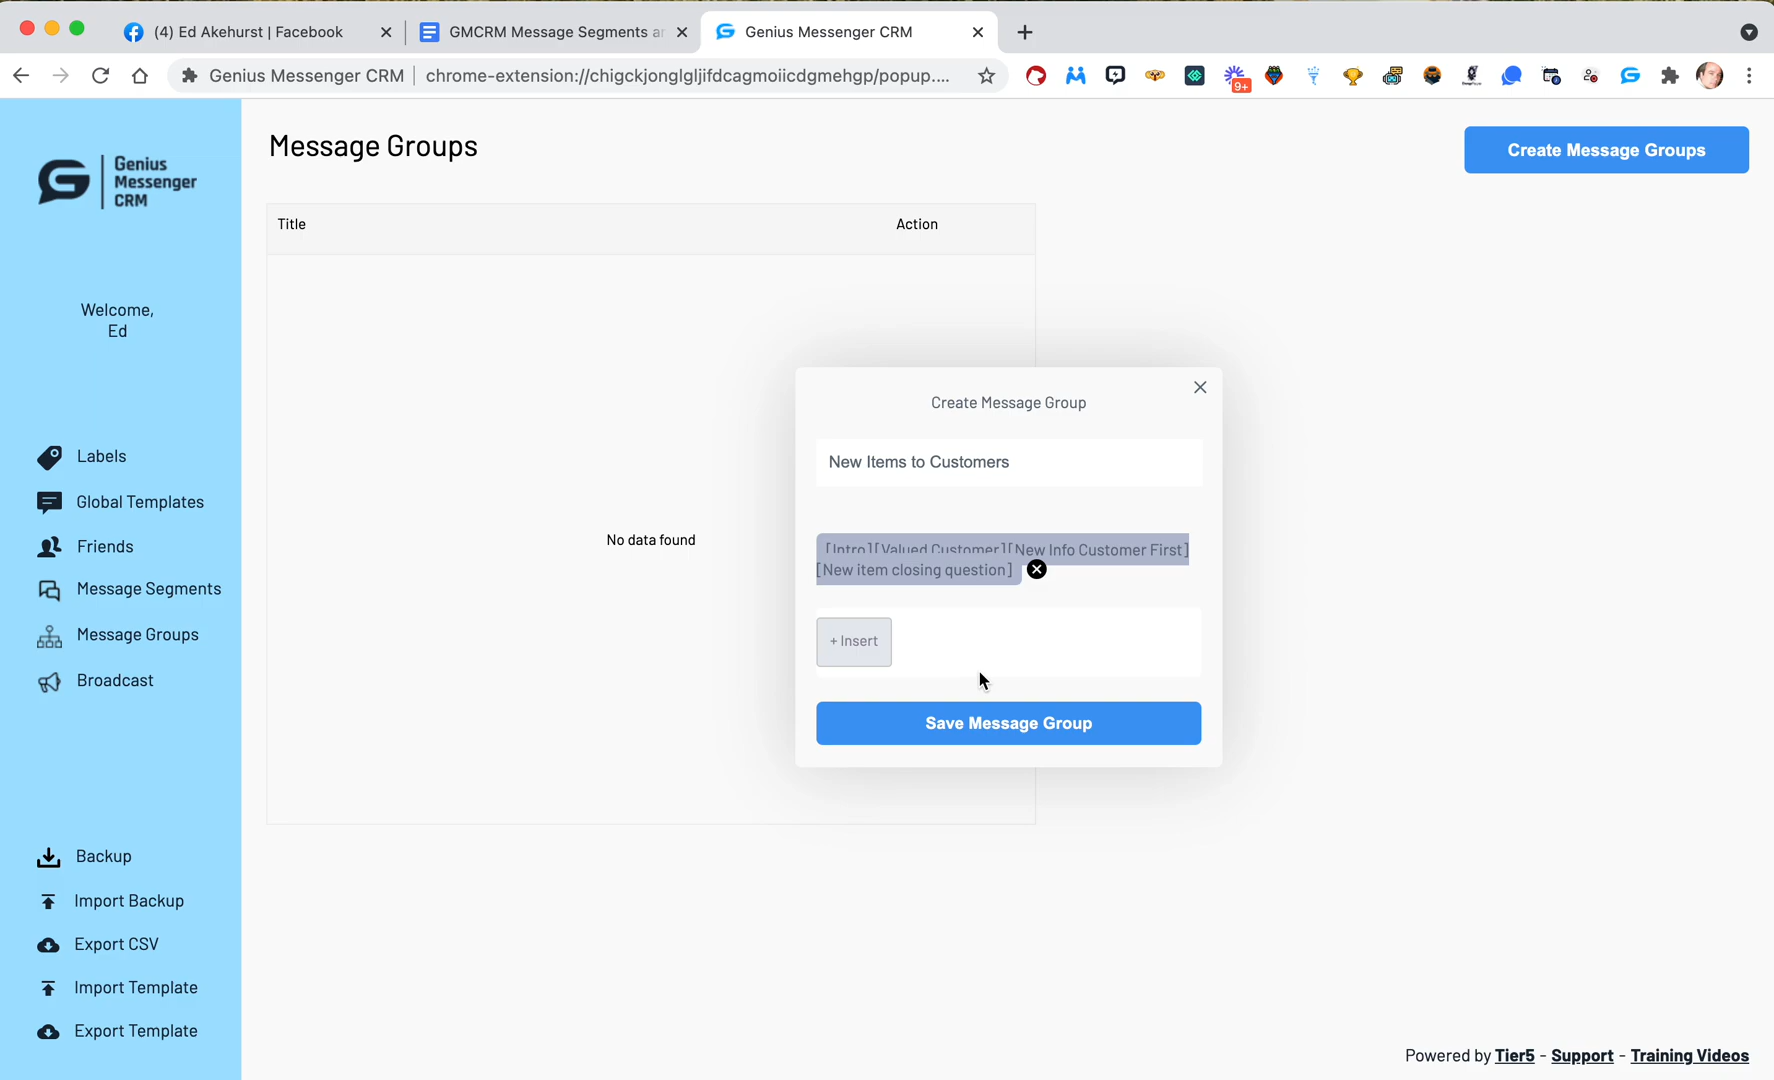 (4) Ed Akehurst | Facebook
GMCRM Message Segments ar
Genius Messenger CRM
Genius Messenger CRM
chrome-extension://chigckjonglgljifdcagmoiicdgmehgp/popup....
9+
Genius
Messenger
CRM
Welcome,
Ed
Labels
Global Templates
Friends
Message Segments
Message Groups
Broadcast
Backup
Import Backup
Export CSV
Import Template
Export Template
Message Groups
Create Message Groups
Title
Action
No data found
Create Message Group
New Items to Customers
[Intro][Valued Customer][New Info Customer First]
[New item closing question]
+ Insert
Save Message Group
Powered by Tier5 - Support - Training Videos